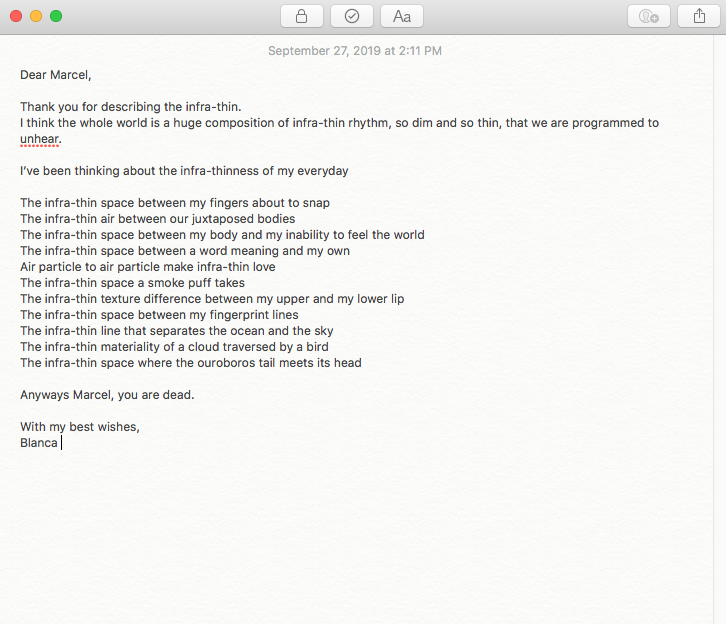 Aa
September 27, 2019 at 2:11 PM
Dear Marcel,
Thank you for describing the infra-thin.
I think the whole world is a huge composition of infra-thin rhythm, so dim and so thin, that we are programmed to
unhear.
I've been thinking about the infra-thinness of my everyday
The infra-thin space between my fingers about to snap
The infra-thin air between our juxtaposed bodies
The infra-thin space between my body and my inability to feel the world
The infra-thin space between a word meaning and my own
Air particle to air particle make infra-thin love
The infra-thin space a smoke puff takes
The infra-thin texture difference between my upper and my lower lip
The infra-thin space between my fingerprint lines
The infra-thin line that separates the ocean and the sky
The infra-thin materiality of a cloud traversed by a bird
The infra-thin space where the ouroboros tail meets its head
Anyways Marcel, you are dead.
With my best wishes,
Blanca